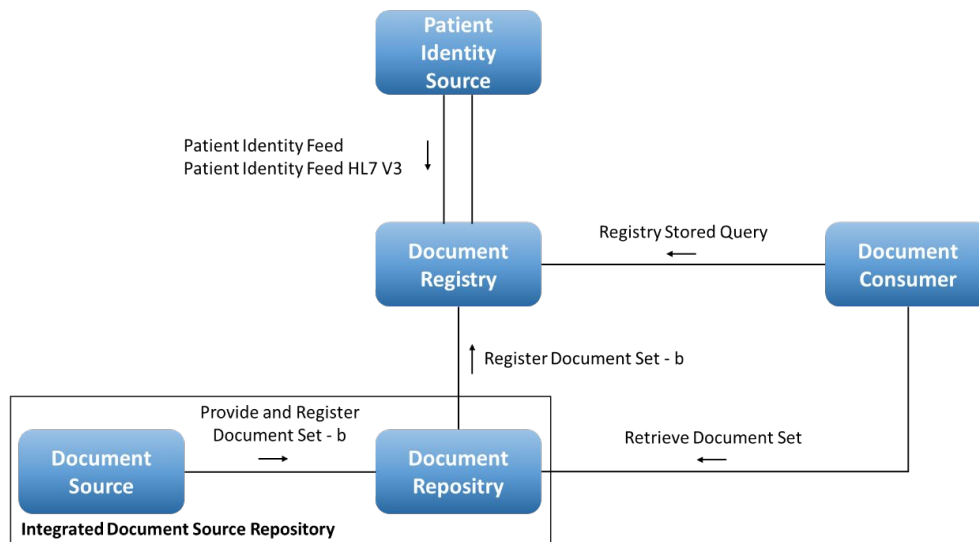 Patient
Identity
Source
Patient Identity Feed
Patient Identity Feed HL7 V3
Document
Registry
Registry Stored Query
Document
Consumer
Register Document Set - b
Provide and Register
Document Set - b
Document
Source
Document
Repositry
Retrieve Document Set
Integrated Document Source Repository